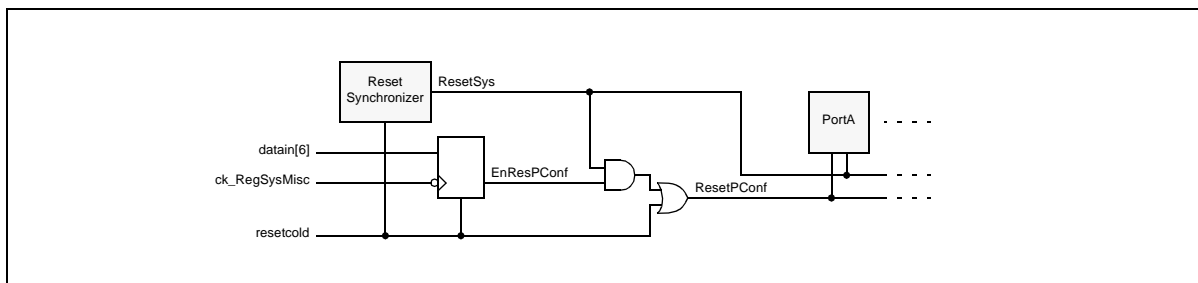 Reset
Synchronizer
ResetSys
PortA
datain[6]
ck_RegSysMisc
EnResPConf
ResetPConf
resetcold